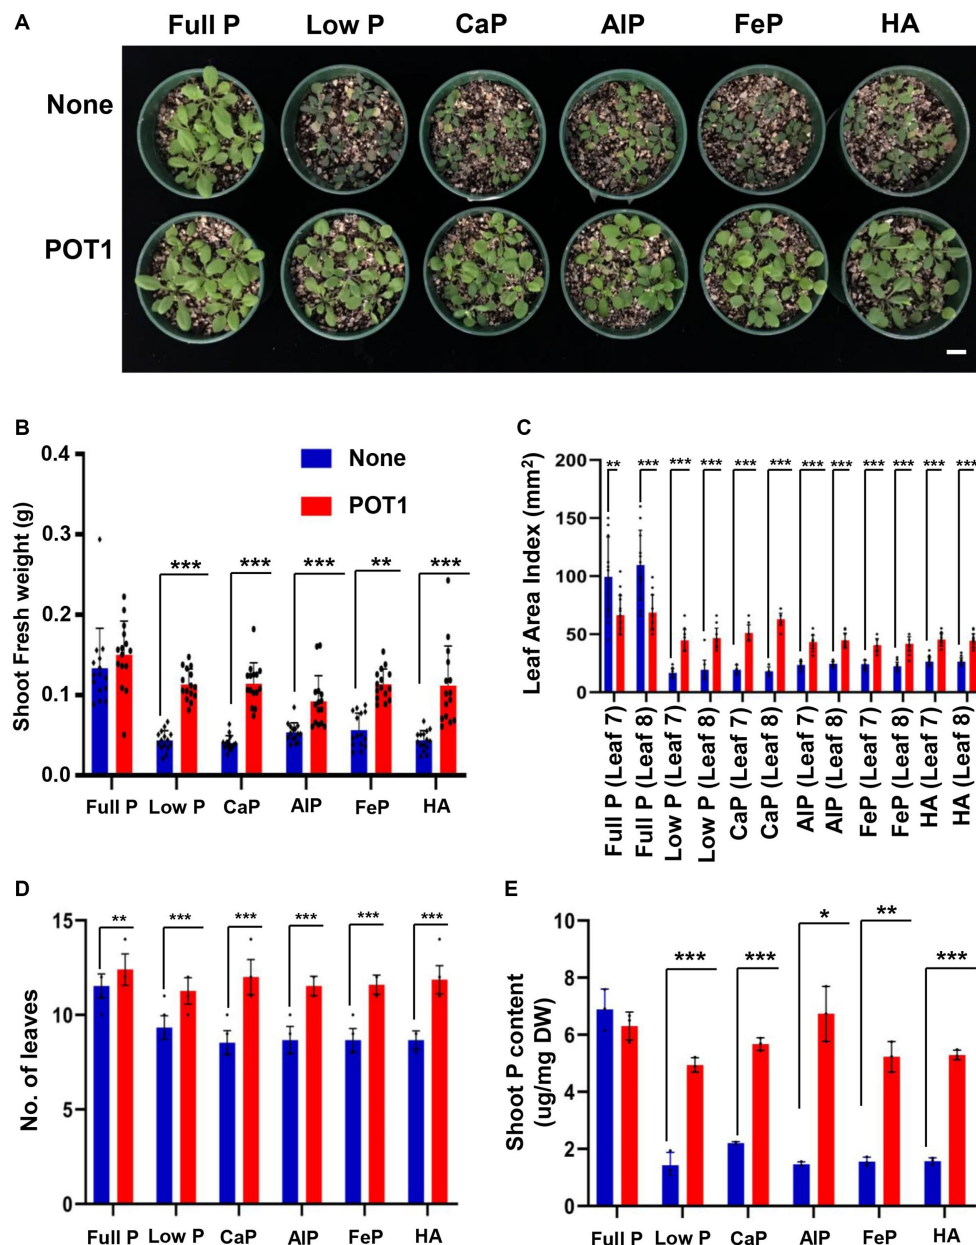 A
Full P
Low P
CaP
AlP
FeP
HA
None
POT1
B
Shoot Fresh weight (g)
0.4
0.3
0.2
0.1
0.0
None
POT1
***
***
***
**
***
Full P
Low P
CaP
AlP
FeP
HA
C
Leaf Area Index (mm2)
200
150
100
50
0
**
***
***
***
***
***
***
***
***
***
***
***
Full P (Leaf 7)
Full P (Leaf 8)
Low P (Leaf 7)
Low P (Leaf 8)
CaP (Leaf 7)
CaP (Leaf 8)
AlP (Leaf 7)
AlP (Leaf 8)
FeP (Leaf 7)
FeP (Leaf 8)
HA (Leaf 7)
HA (Leaf 8)
D
No. of leaves
15
10
5
0
**
***
***
***
***
***
Full P
Low P
CaP
AlP
FeP
HA
E
Shoot P content
(ug/mg DW)
10
8
6
4
2
0
***
***
*
**
***
Full P
Low P
CaP
AlP
FeP
HA